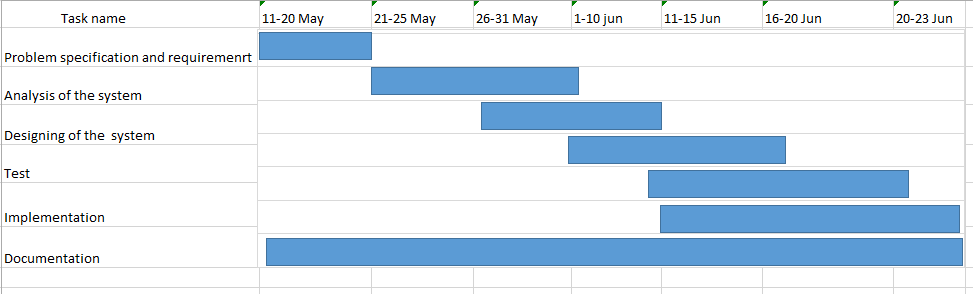 Task name 11-20 May 21-25 May 26-31 May 1-10 jun 11-15 Jun 16-20 Jun 20-23 Jun
Problem specification and requiremenrt
Analysis of the system
Designing of the  system
Test
Implementation
Documentation